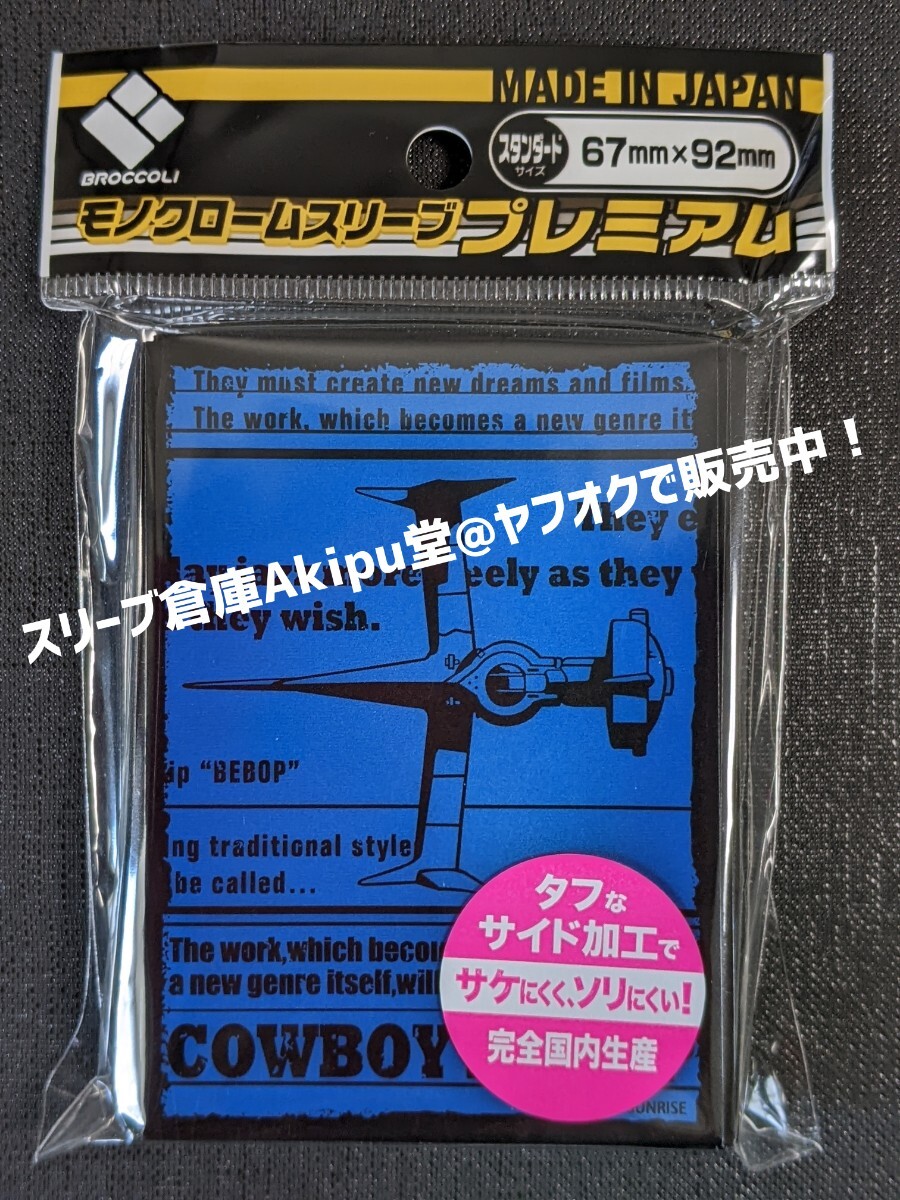 MADE IN JAPAN
BROCCOLI
スタンダード
サイズ
67mm×92mm
モノクロームスリーブプレミアム
They must create new dreams and films.
The work, which becomes a new genre it
They e
eely as they
they wish.
スリーブ倉庫Akipu堂@ヤフオクで販売中！
ip "BEBOP"
ng traditional style
be called...
The work,which becom
a new genre itself,will
COWBOY
タフな
サイド加工で
サケにくく、ソリにくい!
完全国内生産
SUNRISE